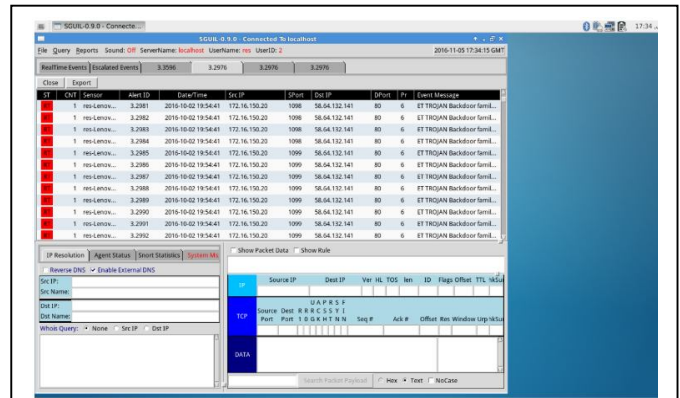 SGUIL-0.9.0 - Connecte... 17:34
SGUIL-0.9.0 - Connected To localhost
File Query Reports Sound: Off ServerName: localhost UserName: res UserID: 2 2016-11-05 17:34:15 GMT
RealTime Events Escalated Events 3.3596 3.2976 3.2976 3.2976
Close Export
ST CNT Sensor Alert ID Date/Time Src IP SPort Dst IP DPort Pr Event Message
RT 1 res-Lenov... 3.2981 2016-10-02 19:54:41 172.16.150.20 1098 58.64.132.141 80 6 ET TROJAN Backdoor famil...
RT 1 res-Lenov... 3.2982 2016-10-02 19:54:41 172.16.150.20 1098 58.64.132.141 80 6 ET TROJAN Backdoor famil...
RT 1 res-Lenov... 3.2983 2016-10-02 19:54:41 172.16.150.20 1098 58.64.132.141 80 6 ET TROJAN Backdoor famil...
RT 1 res-Lenov... 3.2984 2016-10-02 19:54:41 172.16.150.20 1098 58.64.132.141 80 6 ET TROJAN Backdoor famil...
RT 1 res-Lenov... 3.2985 2016-10-02 19:54:41 172.16.150.20 1099 58.64.132.141 80 6 ET TROJAN Backdoor famil...
RT 1 res-Lenov... 3.2986 2016-10-02 19:54:41 172.16.150.20 1099 58.64.132.141 80 6 ET TROJAN Backdoor famil...
RT 1 res-Lenov... 3.2987 2016-10-02 19:54:41 172.16.150.20 1099 58.64.132.141 80 6 ET TROJAN Backdoor famil...
RT 1 res-Lenov... 3.2988 2016-10-02 19:54:41 172.16.150.20 1099 58.64.132.141 80 6 ET TROJAN Backdoor famil...
RT 1 res-Lenov... 3.2989 2016-10-02 19:54:41 172.16.150.20 1099 58.64.132.141 80 6 ET TROJAN Backdoor famil...
RT 1 res-Lenov... 3.2990 2016-10-02 19:54:41 172.16.150.20 1099 58.64.132.141 80 6 ET TROJAN Backdoor famil...
RT 1 res-Lenov... 3.2991 2016-10-02 19:54:41 172.16.150.20 1099 58.64.132.141 80 6 ET TROJAN Backdoor famil...
RT 1 res-Lenov... 3.2992 2016-10-02 19:54:41 172.16.150.20 1099 58.64.132.141 80 6 ET TROJAN Backdoor famil...
IP Resolution Agent Status Snort Statistics System Ms
Reverse DNS Enable External DNS
Src IP:
Src Name:
Dst IP:
Dst Name:
Whois Query: None Src IP Dst IP
Show Packet Data Show Rule
IP Source IP Dest IP Ver HL TOS len ID Flags Offset TTL
U A P R S F
Source Dest R R R C S S Y I
TCP Port Port 1 0 G K H T N N Seq # Ack # Offset Res Window Urp
DATA
Search Packet Payload Hex Text NoCase